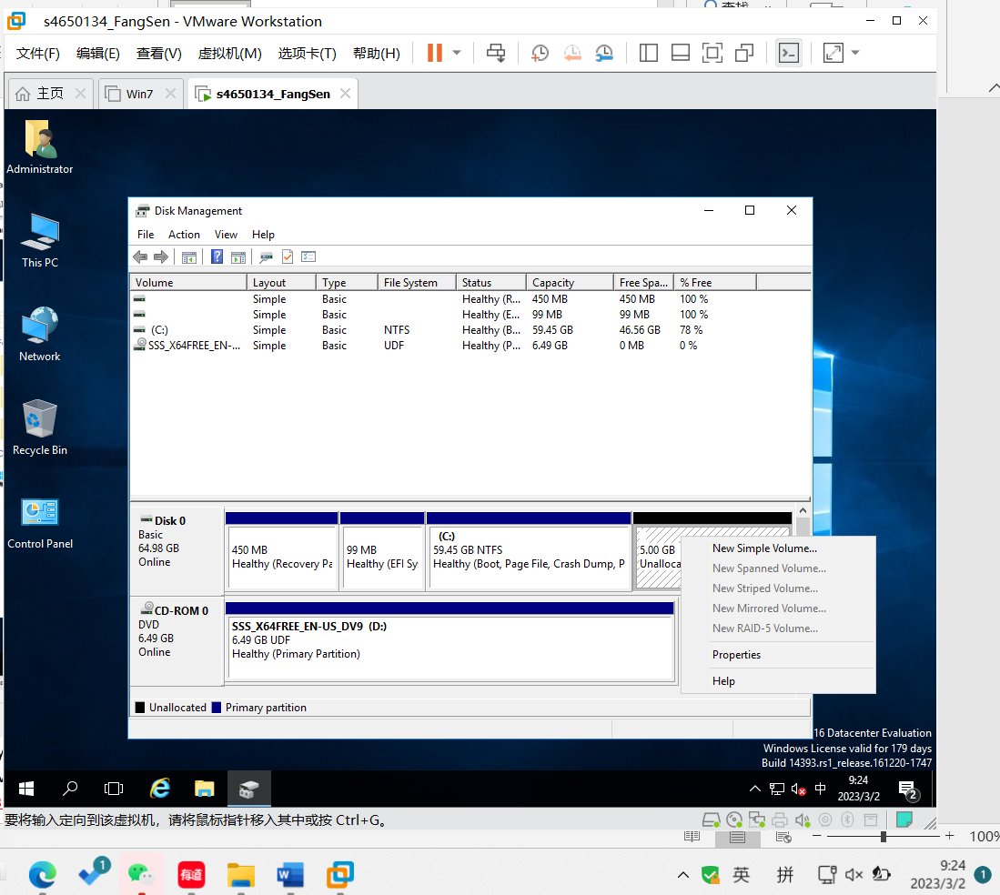 查找
s4650134_FangSen - VMware Workstation
文件(F) 编辑(E) 查看(V) 虚拟机(M) 选项卡(T) 帮助(H)
主页 Win7 s4650134_FangSen
Administrator
This PC
Network
Recycle Bin
Control Panel
Disk Management
File Action View Help
Volume Layout Type File System Status Capacity Free Spa... % Free
Simple Basic Healthy (R... 450 MB 450 MB 100 %
Simple Basic Healthy (E... 99 MB 99 MB 100 %
(C:) Simple Basic NTFS Healthy (B... 59.45 GB 46.56 GB 78 %
SSS_X64FREE_EN-... Simple Basic UDF Healthy (P... 6.49 GB 0 MB 0 %
Disk 0
Basic
64.98 GB
Online
450 MB
Healthy (Recovery Pa
99 MB
Healthy (EFI Sy
(C:)
59.45 GB NTFS
Healthy (Boot, Page File, Crash Dump, P
5.00 GB
Unalloca
New Simple Volume...
New Spanned Volume...
New Striped Volume...
New Mirrored Volume...
New RAID-5 Volume...
Properties
Help
CD-ROM 0
DVD
6.49 GB
Online
SSS_X64FREE_EN-US_DV9 (D:)
6.49 GB UDF
Healthy (Primary Partition)
Unallocated Primary partition
16 Datacenter Evaluation
Windows License valid for 179 days
Build 14393.rs1_release.161220-1747
中
9:24
2023/3/2
2
要将输入定向到该虚拟机，请将鼠标指针移入其中或按 Ctrl+G。
100%
1
有道
英 拼
9:24
2023/3/2
1